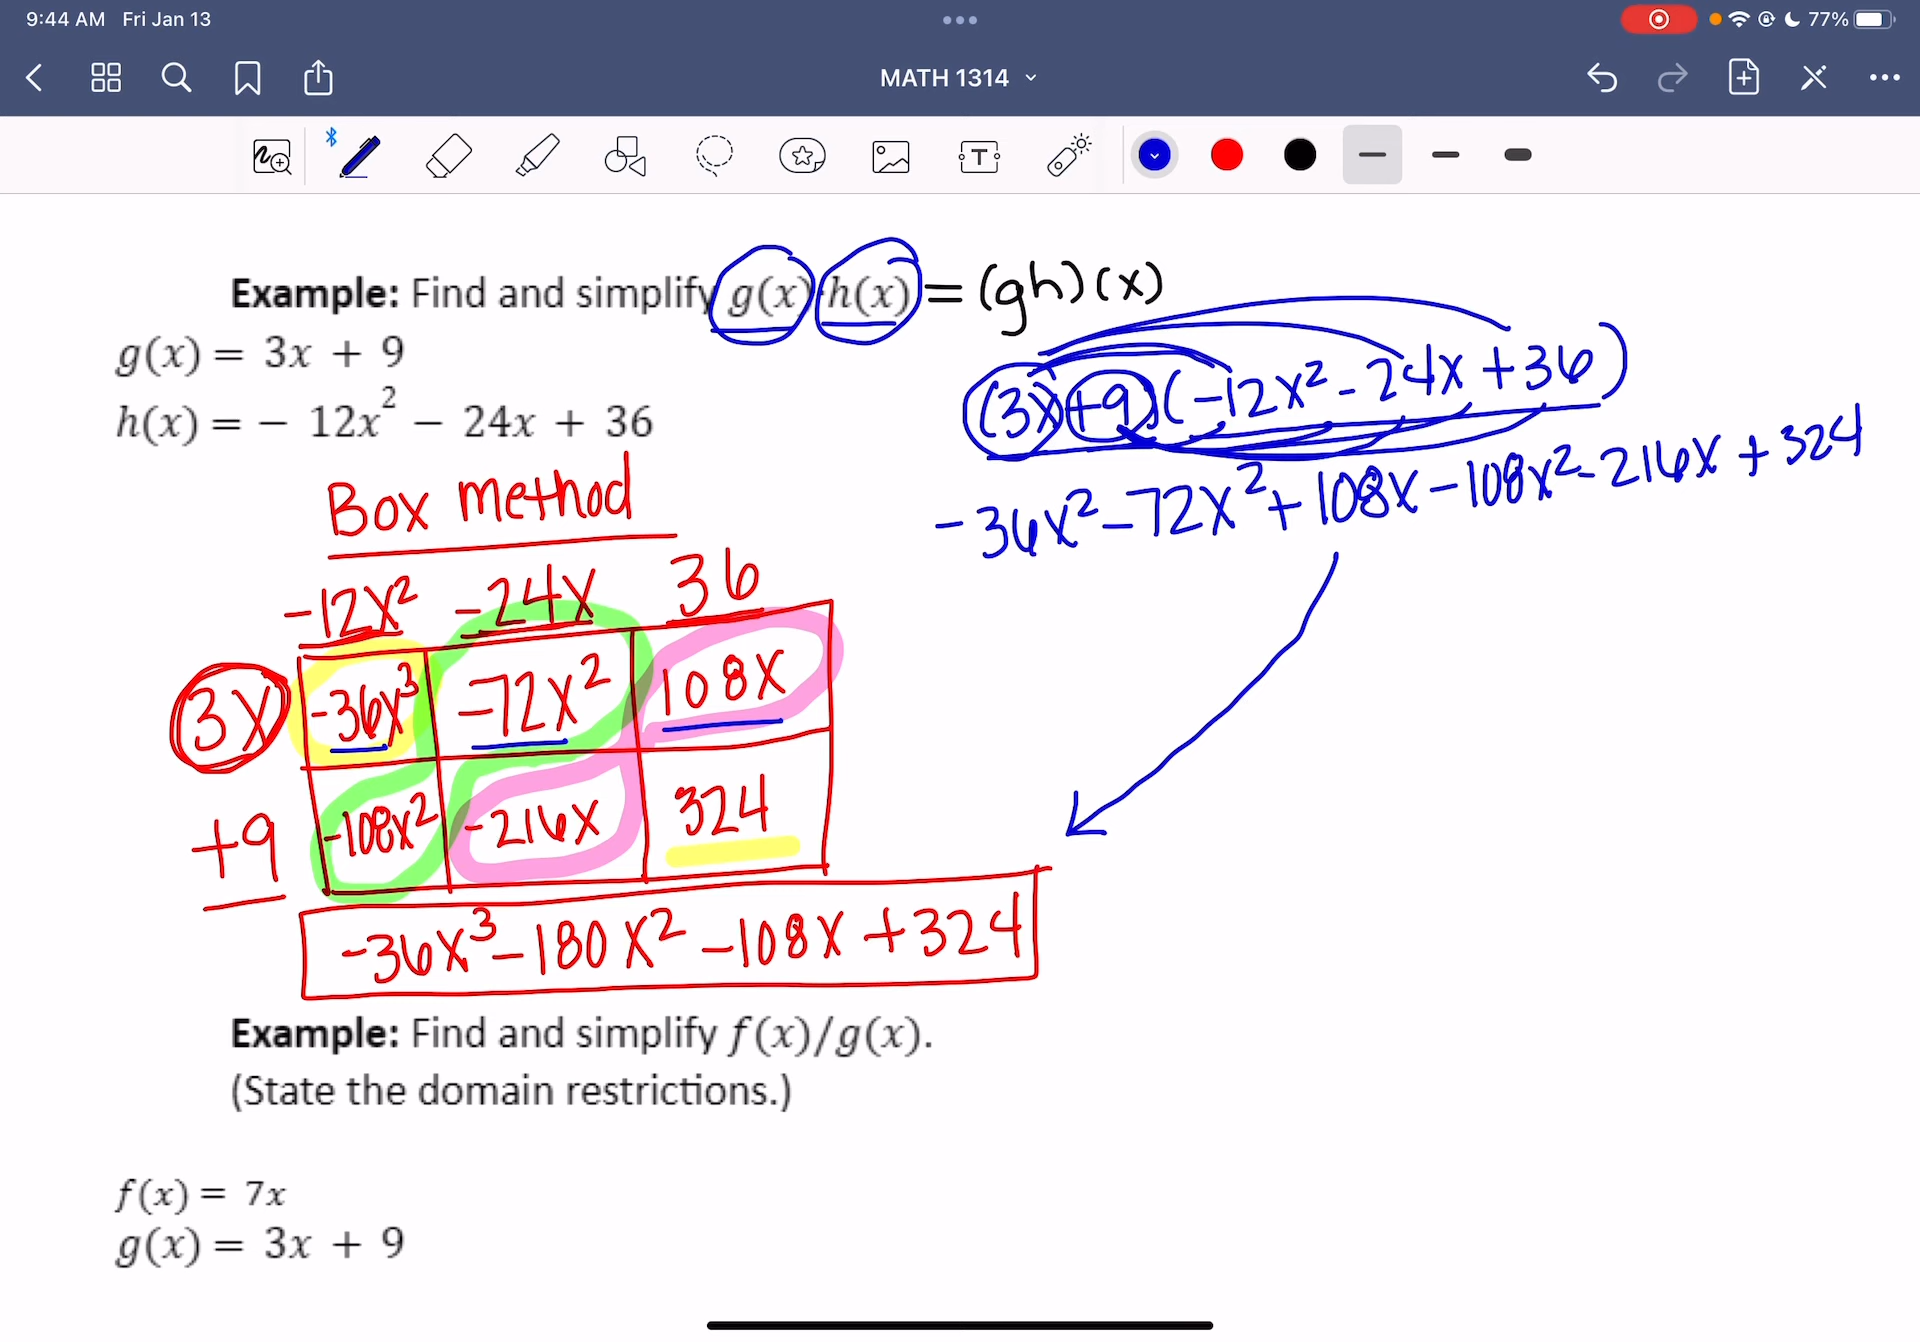 9:44 AM Fri Jan 13
77%
MATH 1314
T
Example: Find and simplify g(x)·h(x) = (gh)(x)
g(x) = 3x + 9
(3x+9)(-12x²-24x+36)
h(x) = − 12x² − 24x + 36
-36x²-72x²+108x-108x²-216x+324
Box method
-12x² -24x 36
3x -36x³ -72x² 108x
+9 -108x² -216x 324
-36x³-180x²-108x+324
Example: Find and simplify f(x)/g(x).
(State the domain restrictions.)
f(x) = 7x
g(x) = 3x + 9